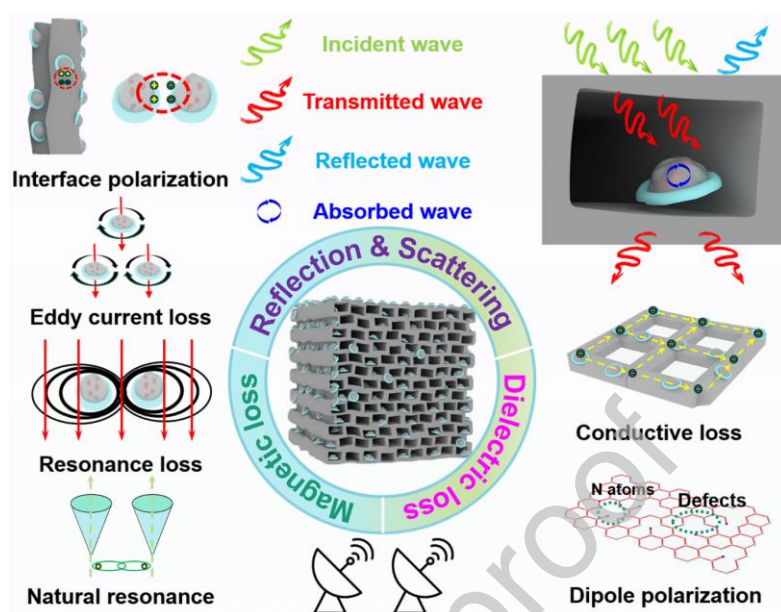 Incident wave
Transmitted wave
Reflected wave
Absorbed wave
Interface polarization
Eddy current loss
Resonance loss
Natural resonance
Reflection & Scattering
Magnetic loss
Dielectric loss
Conductive loss
N atoms
Defects
Dipole polarization
proof